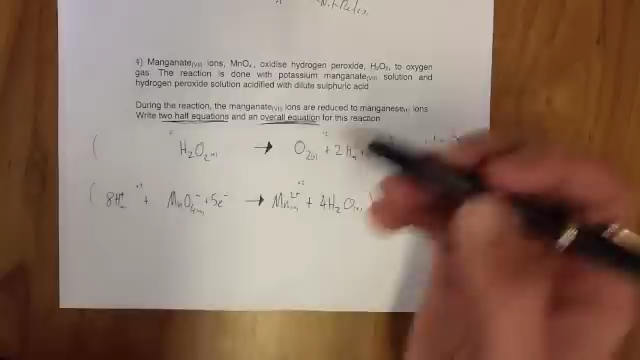 N.t Redox
4) Manganate(VII) ions, MnO₄⁻, oxidise hydrogen peroxide, H₂O₂, to oxygen
gas. The reaction is done with potassium manganate(VII) solution and
hydrogen peroxide solution acidified with dilute sulphuric acid
During the reaction, the manganate(VII) ions are reduced to manganese(II) ions
Write two half equations and an overall equation for this reaction
( H₂O₂ → O₂ + 2H
( 8H⁺ + MnO₄⁻ + 5e⁻ → Mn²⁺ + 4H₂O )